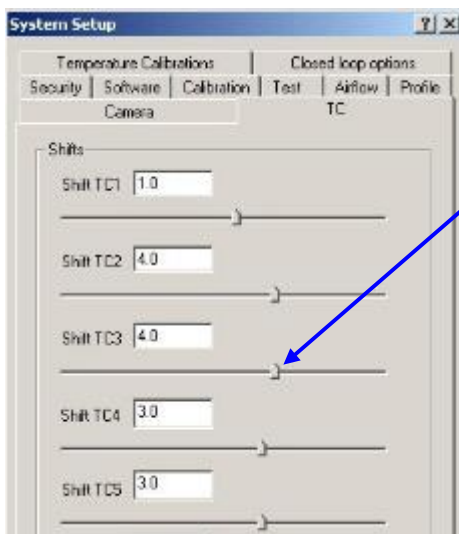 System Setup
Temperature Calibrations Closed loop options
Security Software Calibration Test Airflow Profile
Camera TC
Shifts
Shift TC1 1.0
Shift TC2 4.0
Shift TC3 4.0
Shift TC4 3.0
Shift TC5 3.0